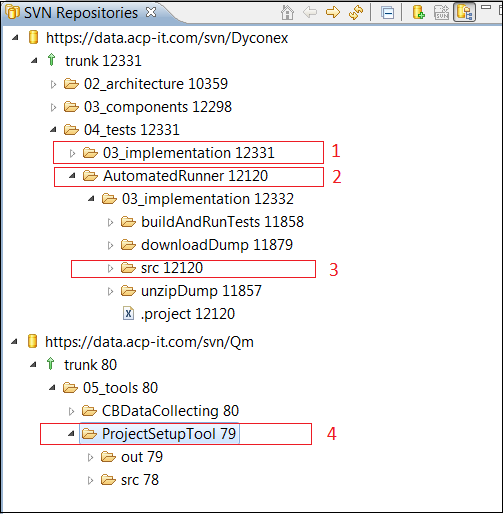 SVN Repositories
https://data.acp-it.com/svn/Dyconex
trunk 12331
02_architecture 10359
03_components 12298
04_tests 12331
03_implementation 12331 1
AutomatedRunner 12120 2
03_implementation 12332
buildAndRunTests 11858
downloadDump 11879
src 12120 3
unzipDump 11857
.project 12120
https://data.acp-it.com/svn/Qm
trunk 80
05_tools 80
CBDataCollecting 80
ProjectSetupTool 79 4
out 79
src 78